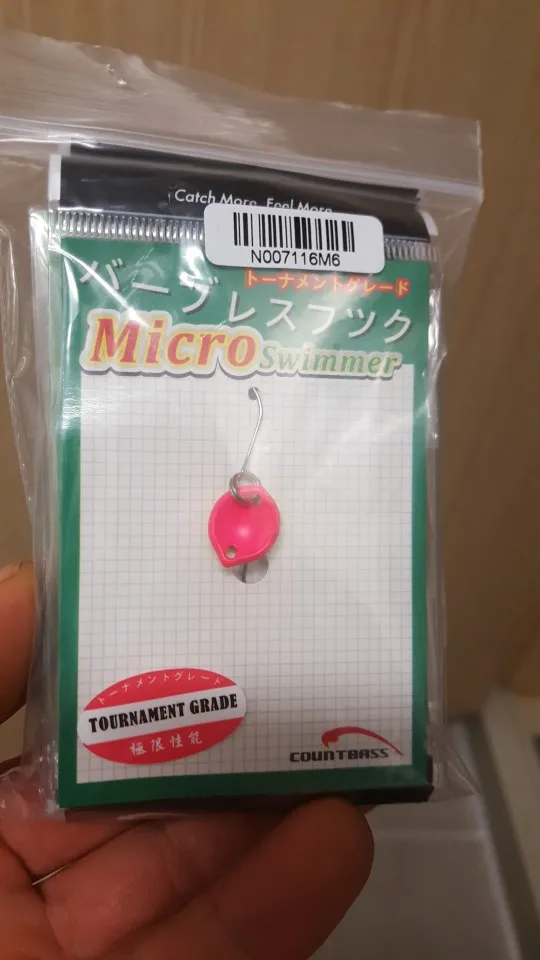 Catch More, Feel More
N007116M6
トーナメントグレード
バーブレスフック
Micro Swimmer
トーナメントグレード
TOURNAMENT GRADE
極限性能
COUNTBASS